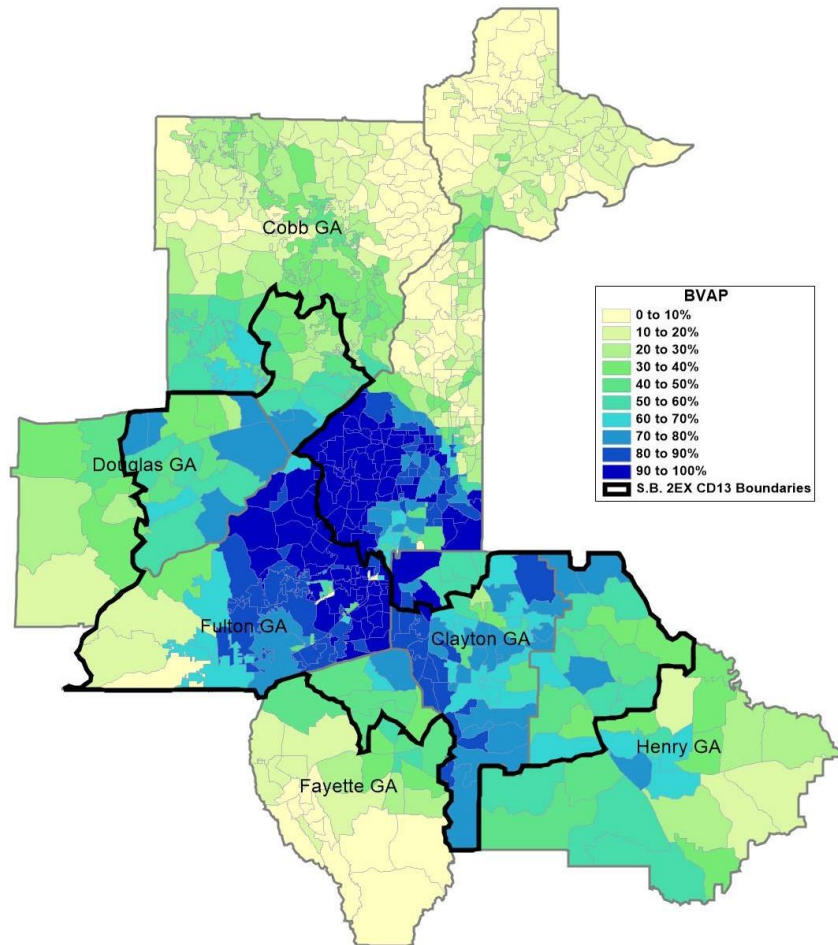 Cobb GA
BVAP
0 to 10%
10 to 20%
20 to 30%
30 to 40%
40 to 50%
50 to 60%
60 to 70%
70 to 80%
80 to 90%
90 to 100%
S.B. 2EX CD13 Boundaries
Douglas GA
Fulton GA
Clayton GA
Henry GA
Fayette GA